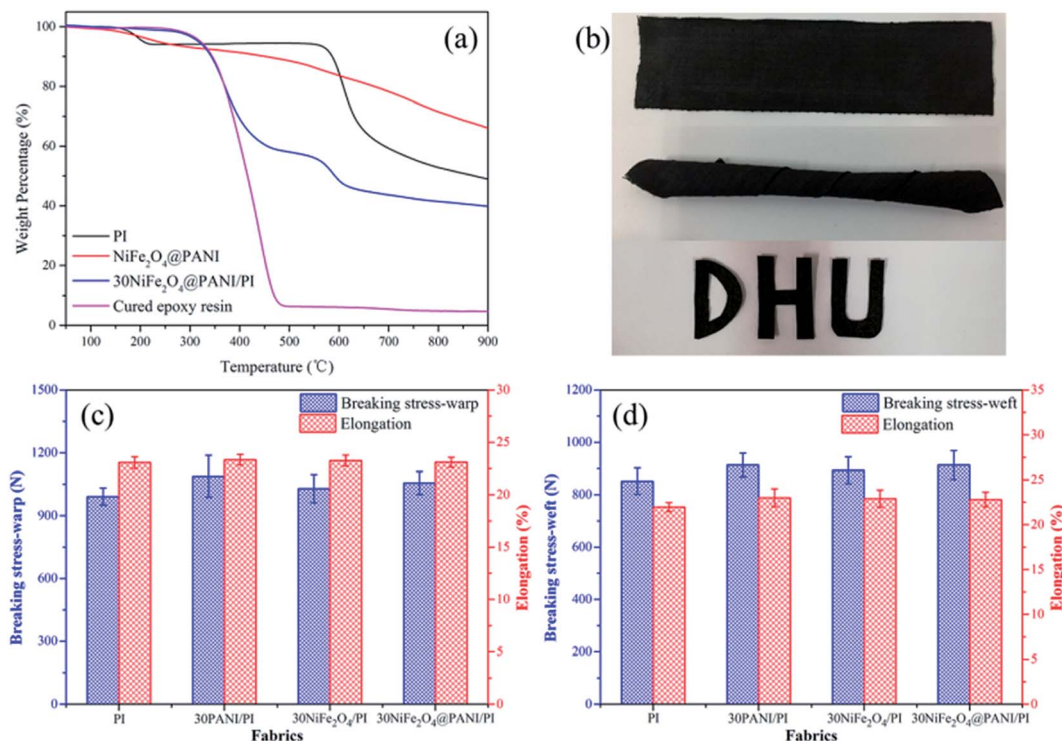 (a)
100
80
60
40
20
0
Weight Percentage (%)
PI
NiFe₂O₄@PANI
30NiFe₂O₄@PANI/PI
Cured epoxy resin
100 200 300 400 500 600 700 800 900
Temperature (℃)
(b)
DHU
(c)
1500
1200
900
600
300
0
Breaking stress-warp (N)
Breaking stress-warp
Elongation
30
25
20
15
10
5
0
Elongation (%)
PI 30PANI/PI 30NiFe₂O₄/PI 30NiFe₂O₄@PANI/PI
Fabrics
(d)
1200
1000
800
600
400
200
0
Breaking stress-weft (N)
Breaking stress-weft
Elongation
35
30
25
20
15
10
5
0
Elongation (%)
PI 30PANI/PI 30NiFe₂O₄/PI 30NiFe₂O₄@PANI/PI
Fabrics